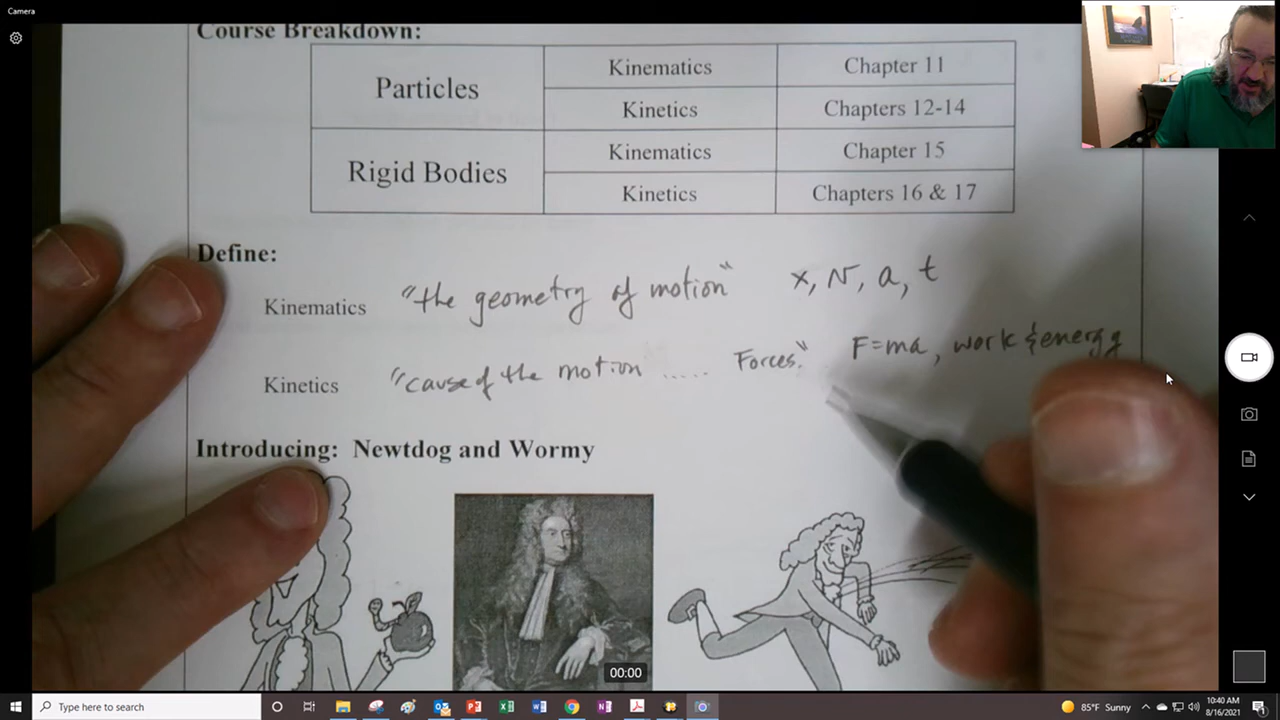 Camera
Course Breakdown:
Particles
Kinematics
Chapter 11
Kinetics
Chapters 12-14
Rigid Bodies
Kinematics
Chapter 15
Kinetics
Chapters 16 & 17
Define:
Kinematics "the geometry of motion" x, v, a, t
Kinetics "cause of the motion ..... Forces." F=ma, work & energy
Introducing: Newtdog and Wormy
00:00
Type here to search
85°F Sunny
10:40 AM
8/16/2021